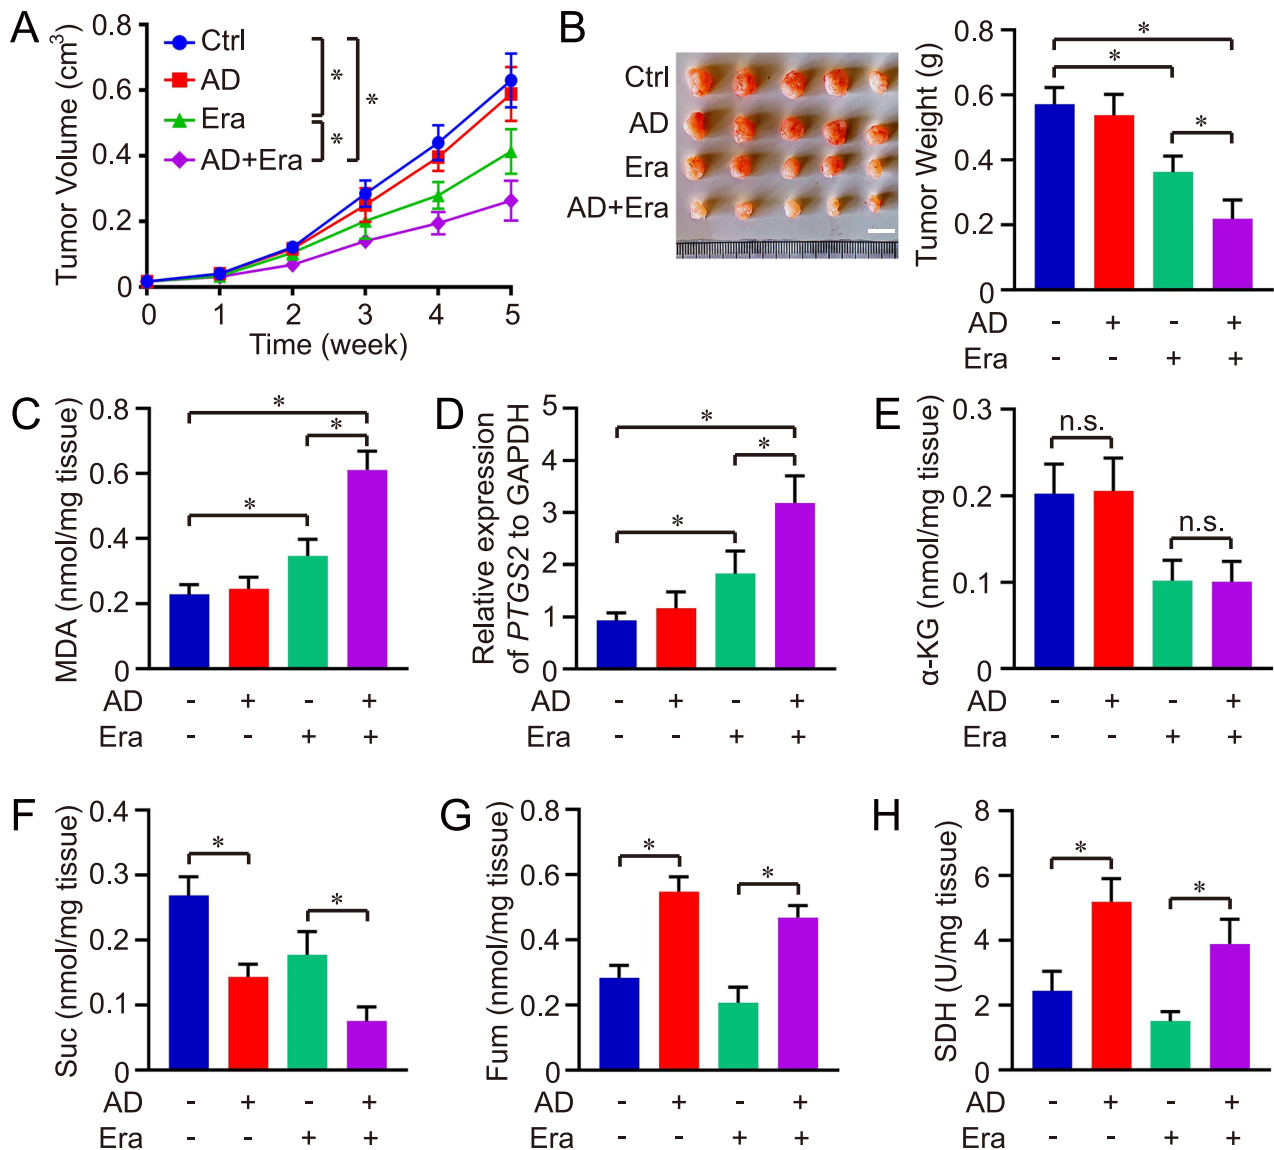 A
Tumor Volume (cm³)
0.8
0.6
0.4
0.2
0
Ctrl
AD
Era
AD+Era
*
*
*
0 1 2 3 4 5
Time (week)
B
Ctrl
AD
Era
AD+Era
Tumor Weight (g)
0.8
0.6
0.4
0.2
0
*
*
*
AD - + - +
Era - - + +
C
MDA (nmol/mg tissue)
0.8
0.6
0.4
0.2
0
*
*
*
AD - + - +
Era - - + +
D
Relative expression
of PTGS2 to GAPDH
5
4
3
2
1
0
*
*
*
AD - + - +
Era - - + +
E
α-KG (nmol/mg tissue)
0.3
0.2
0.1
0
n.s.
n.s.
AD - + - +
Era - - + +
F
Suc (nmol/mg tissue)
0.4
0.3
0.2
0.1
0
*
*
AD - + - +
Era - - + +
G
Fum (nmol/mg tissue)
0.8
0.6
0.4
0.2
0
*
*
AD - + - +
Era - - + +
H
SDH (U/mg tissue)
8
6
4
2
0
*
*
AD - + - +
Era - - + +